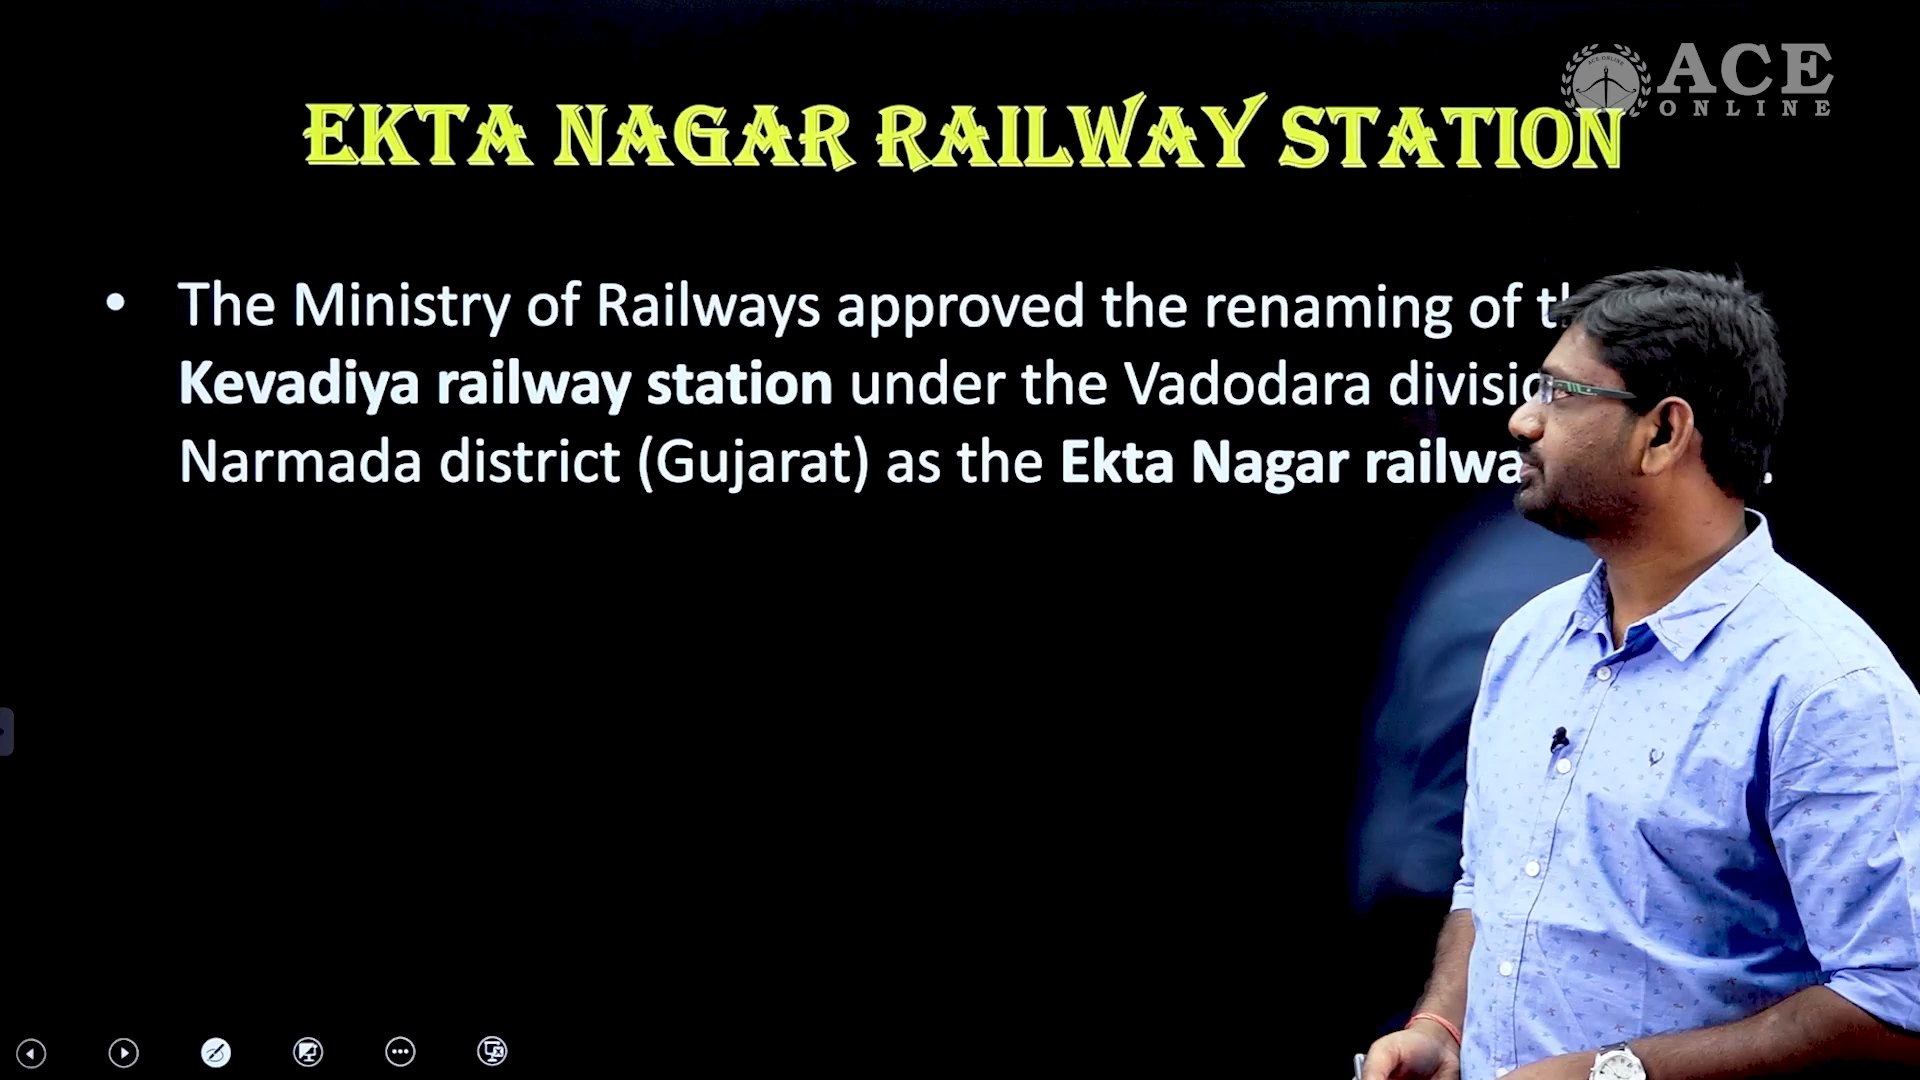 ACE
ONLINE
EKTA NAGAR RAILWAY STATION
• The Ministry of Railways approved the renaming of
Kevadiya railway station under the Vadodara
Narmada district (Gujarat) as the Ekta Nagar